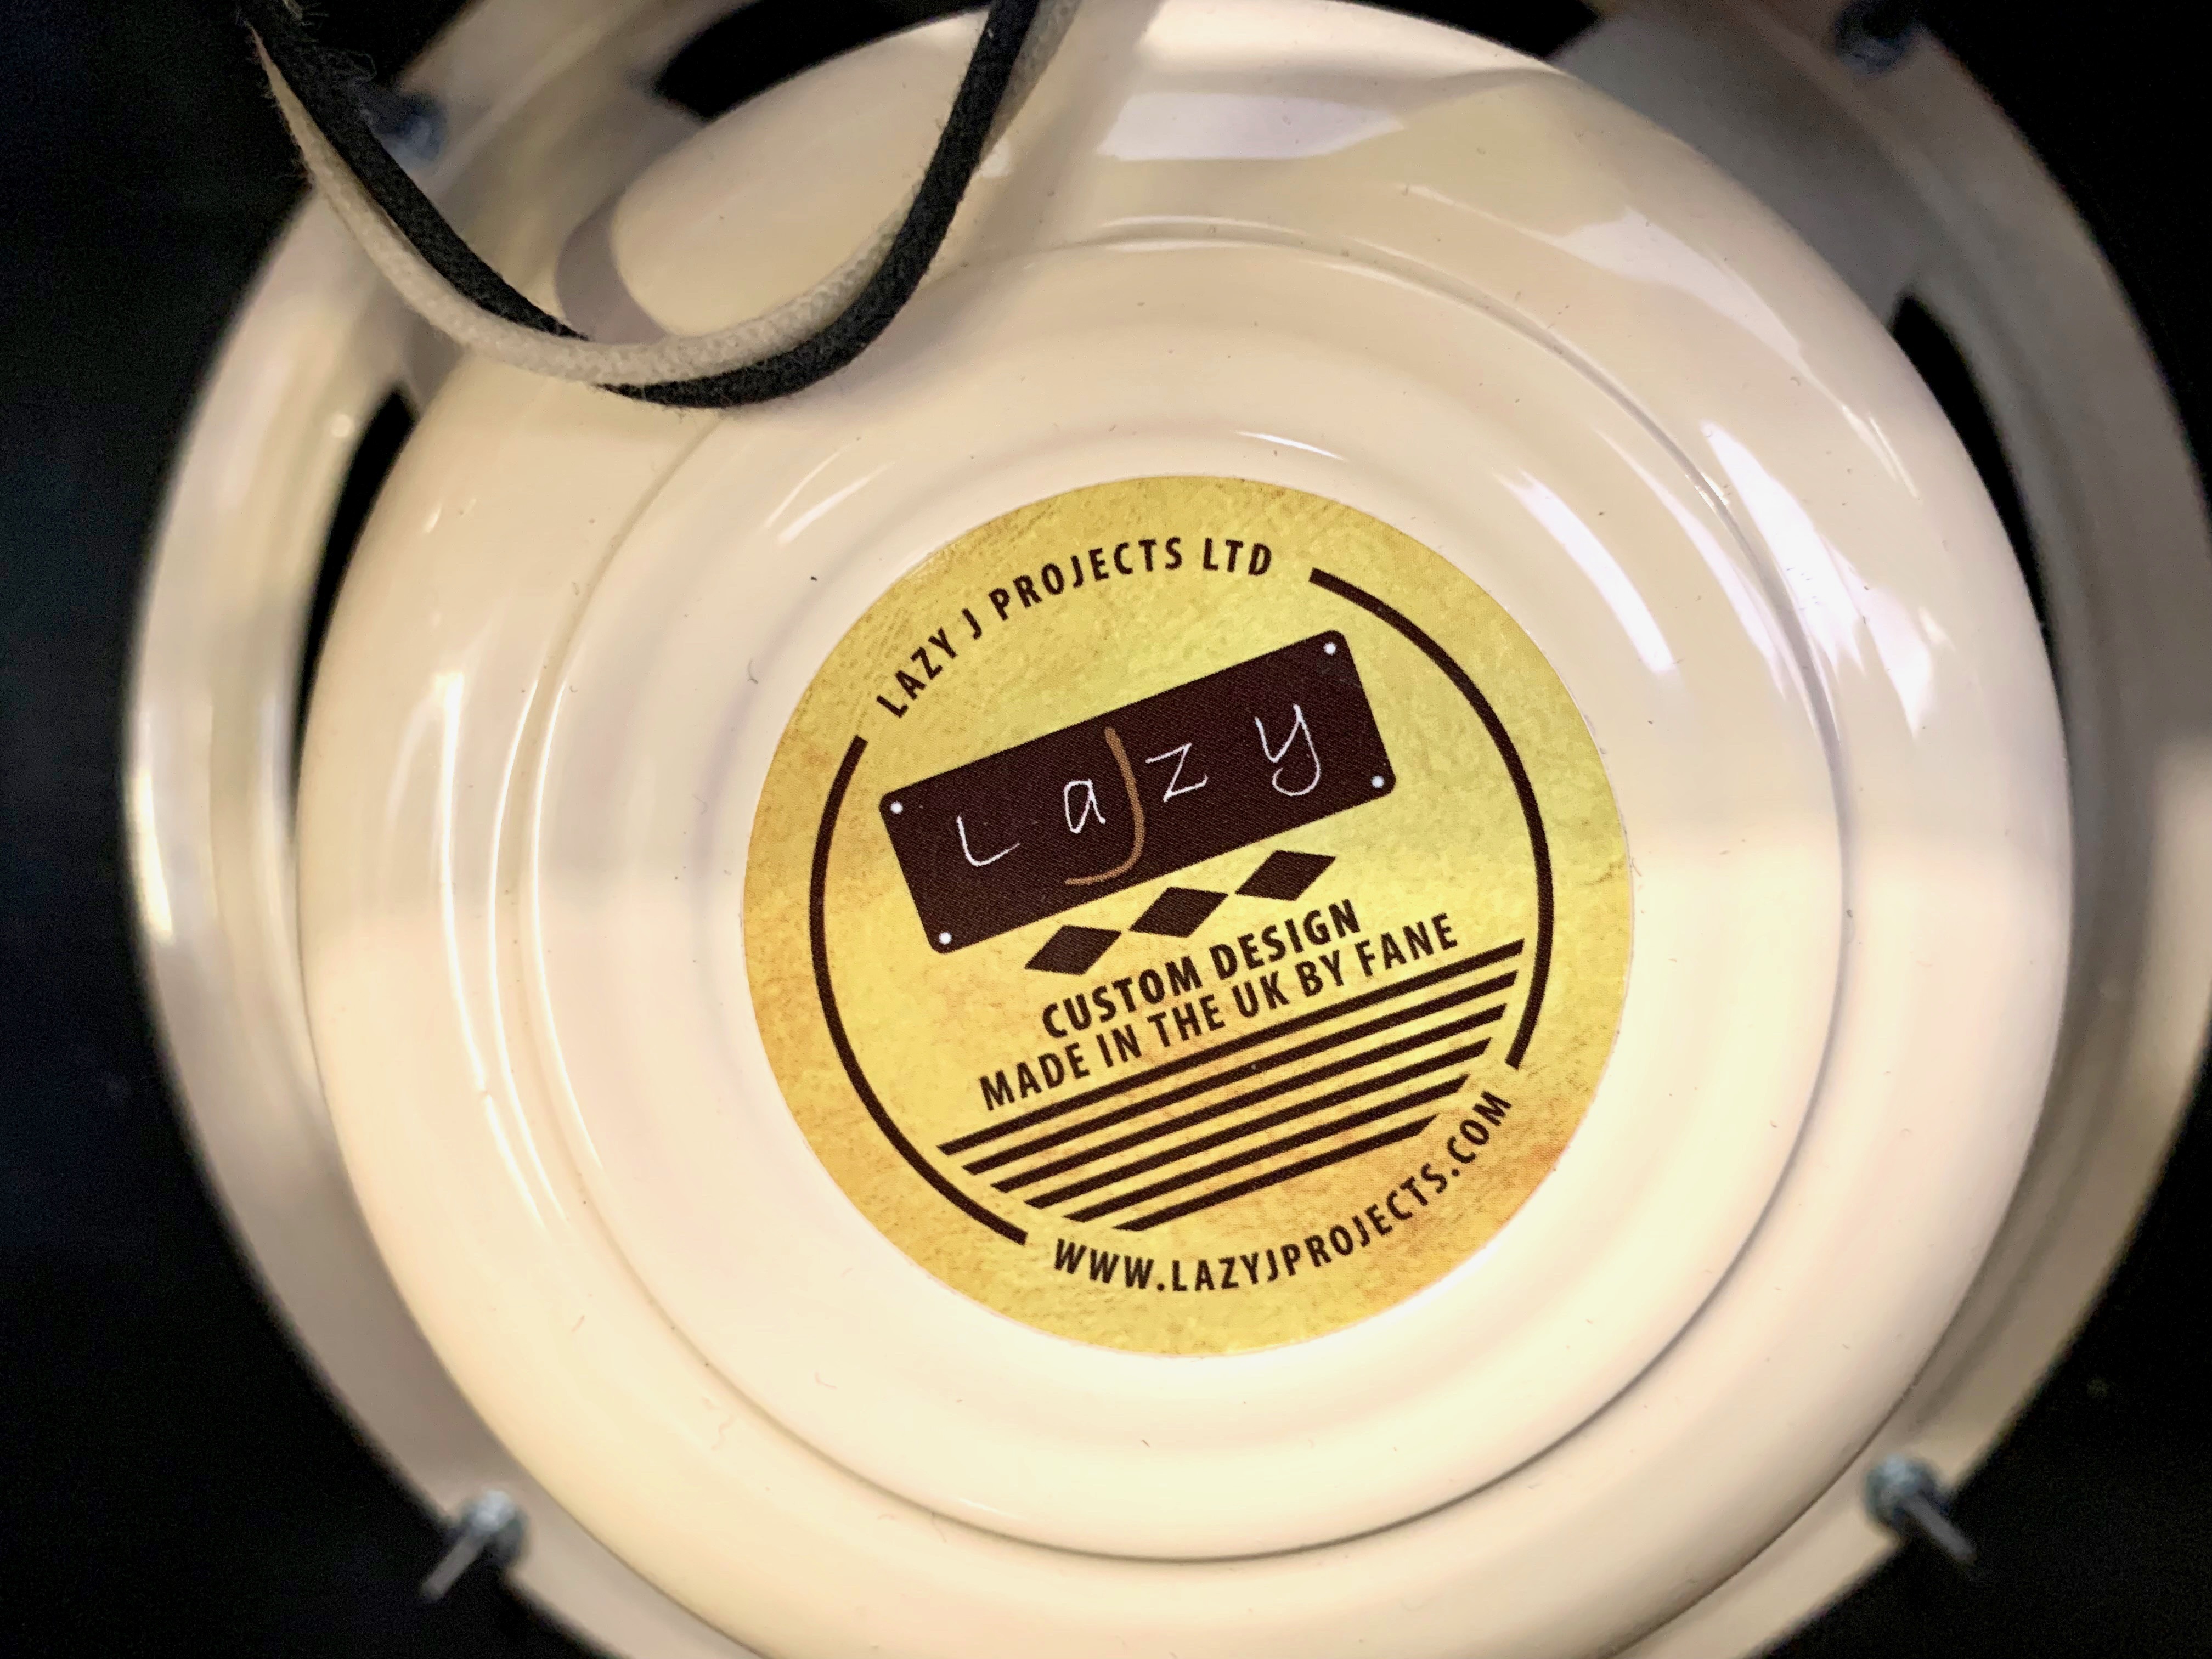 LAZY J PROJECTS LTD
LaJzy
CUSTOM DESIGN
MADE IN THE UK BY FANE
WWW.LAZYJPROJECTS.COM